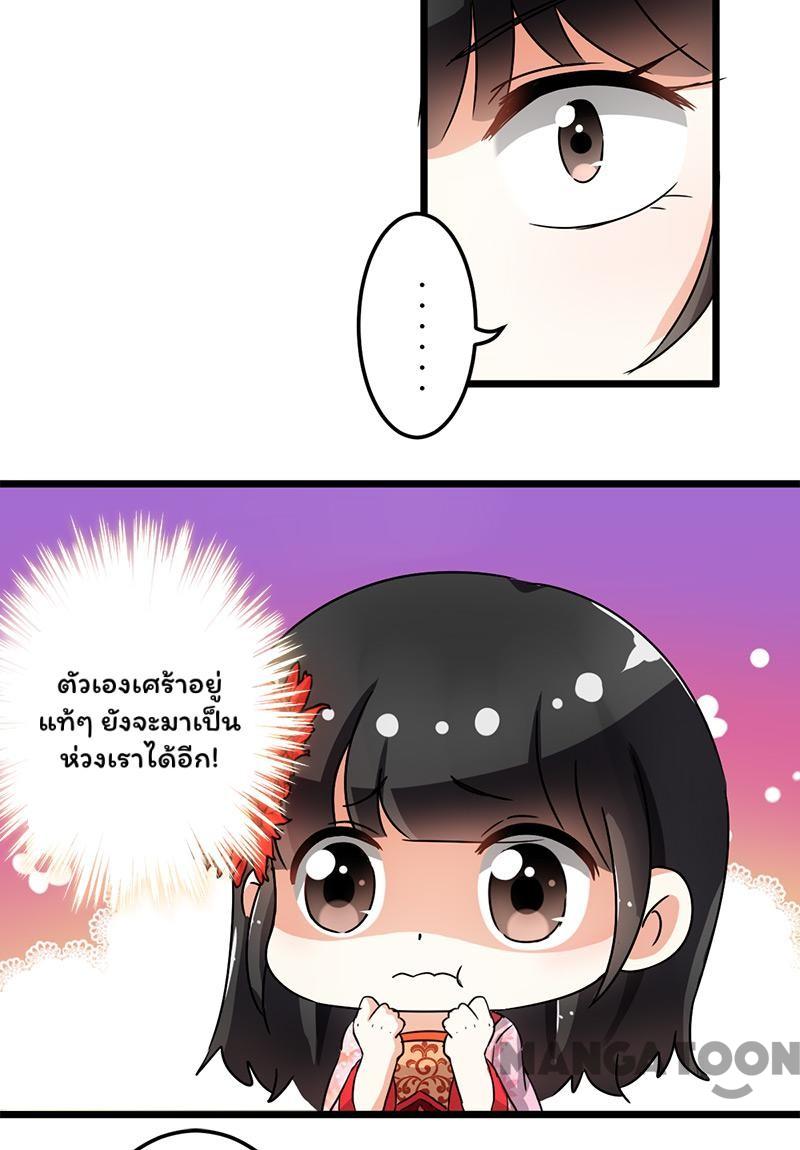 ......
ตัวเองเศร้าอยู่
แท้ๆ ยังจะมาเป็น
ห่วงเราได้อีก!
MANGATOON